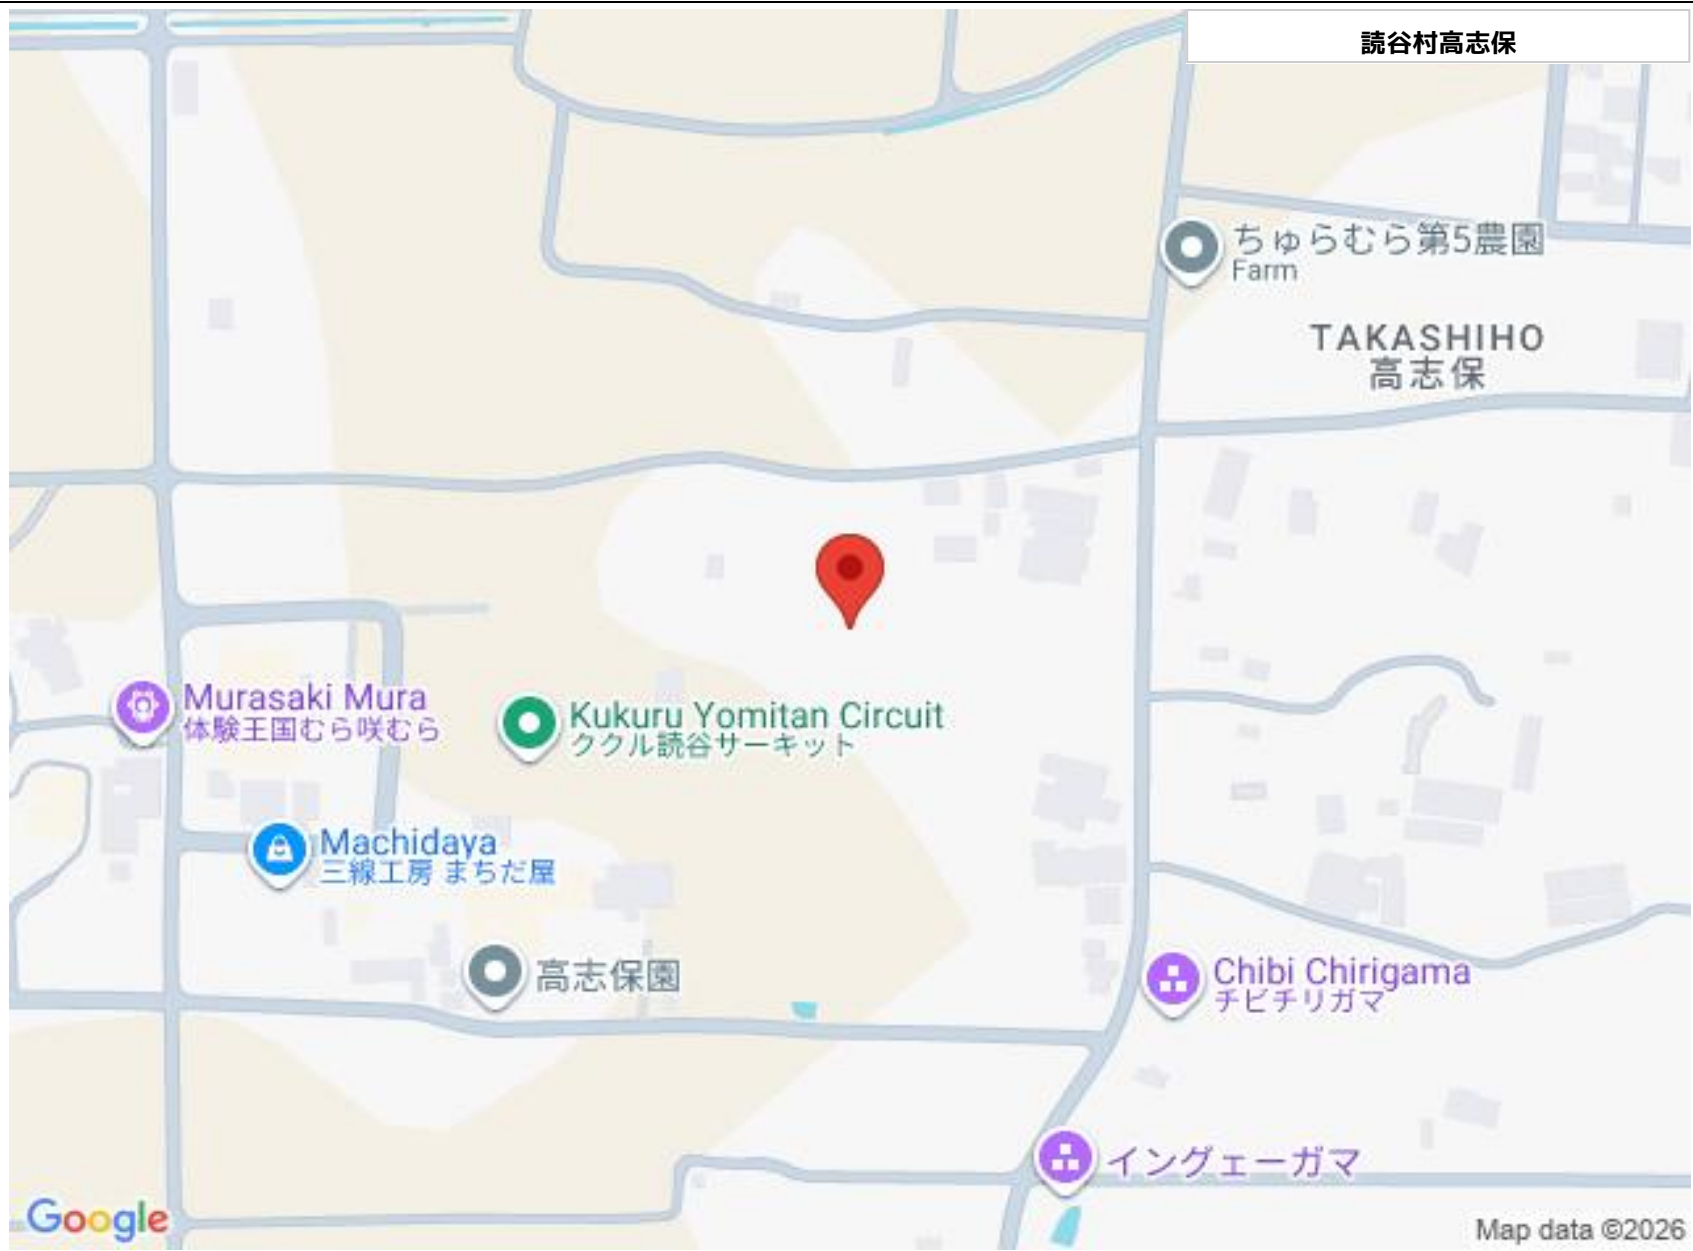 読谷村高志保
ちゅらむら第5農園
Farm
TAKASHIHO
高志保
Murasaki Mura
体験王国むら咲むら
Kukuru Yomitan Circuit
ククル読谷サーキット
Machidaya
三線工房 まちだ屋
高志保園
Chibi Chirigama
チビチリガマ
イングェーガマ
Google
Map data ©2026